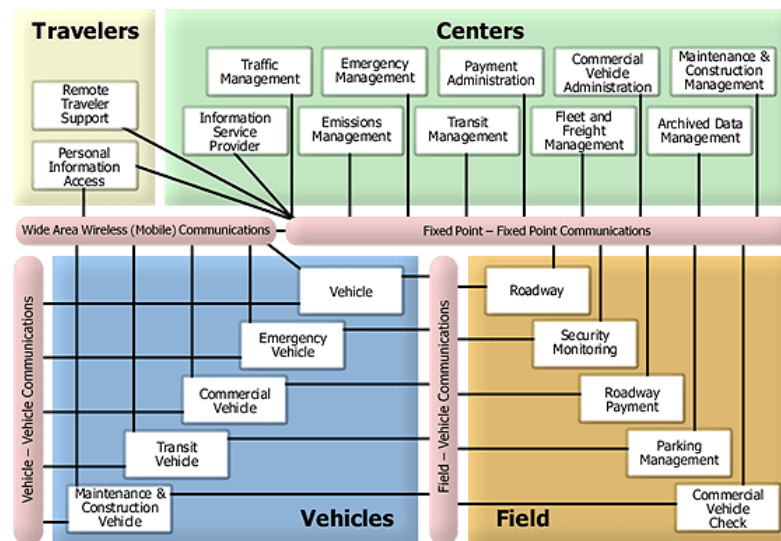 Travelers
Centers
Traffic
Management
Emergency
Management
Payment
Administration
Commercial
Vehicle
Administration
Maintenance &
Construction
Management
Remote
Traveler
Support
Information
Service
Provider
Emissions
Management
Transit
Management
Fleet and
Freight
Management
Archived Data
Management
Personal
Information
Access
Wide Area Wireless (Mobile) Communications
Fixed Point – Fixed Point Communications
Vehicle – Vehicle Communications
Vehicle
Emergency
Vehicle
Commercial
Vehicle
Transit
Vehicle
Maintenance &
Construction
Vehicle
Vehicles
Field – Vehicle Communications
Roadway
Security
Monitoring
Roadway
Payment
Parking
Management
Commercial
Vehicle
Check
Field